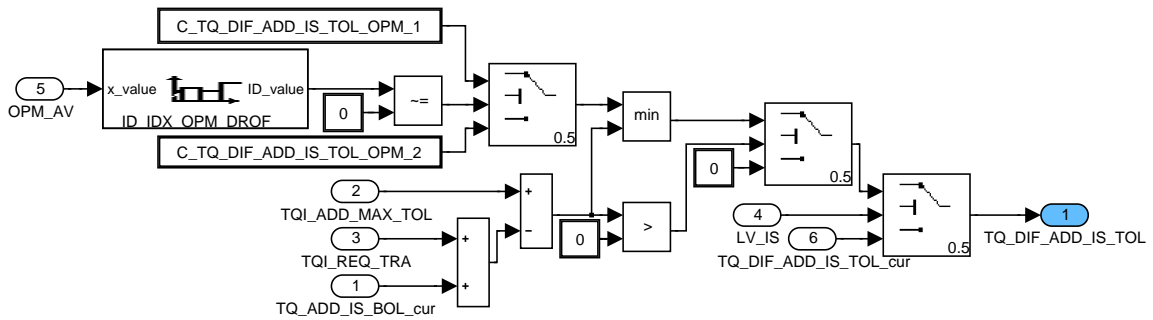 C_TQ_DIF_ADD_IS_TOL_OPM_1
5
OPM_AV
x_value
ID_value
ID_IDX_OPM_DROF
0
~=
0.5
C_TQ_DIF_ADD_IS_TOL_OPM_2
min
0
0.5
2
TQI_ADD_MAX_TOL
+
−
3
TQI_REQ_TRA
+
+
1
TQ_ADD_IS_BOL_cur
0
>
4
LV_IS
6
TQ_DIF_ADD_IS_TOL_cur
0.5
1
TQ_DIF_ADD_IS_TOL